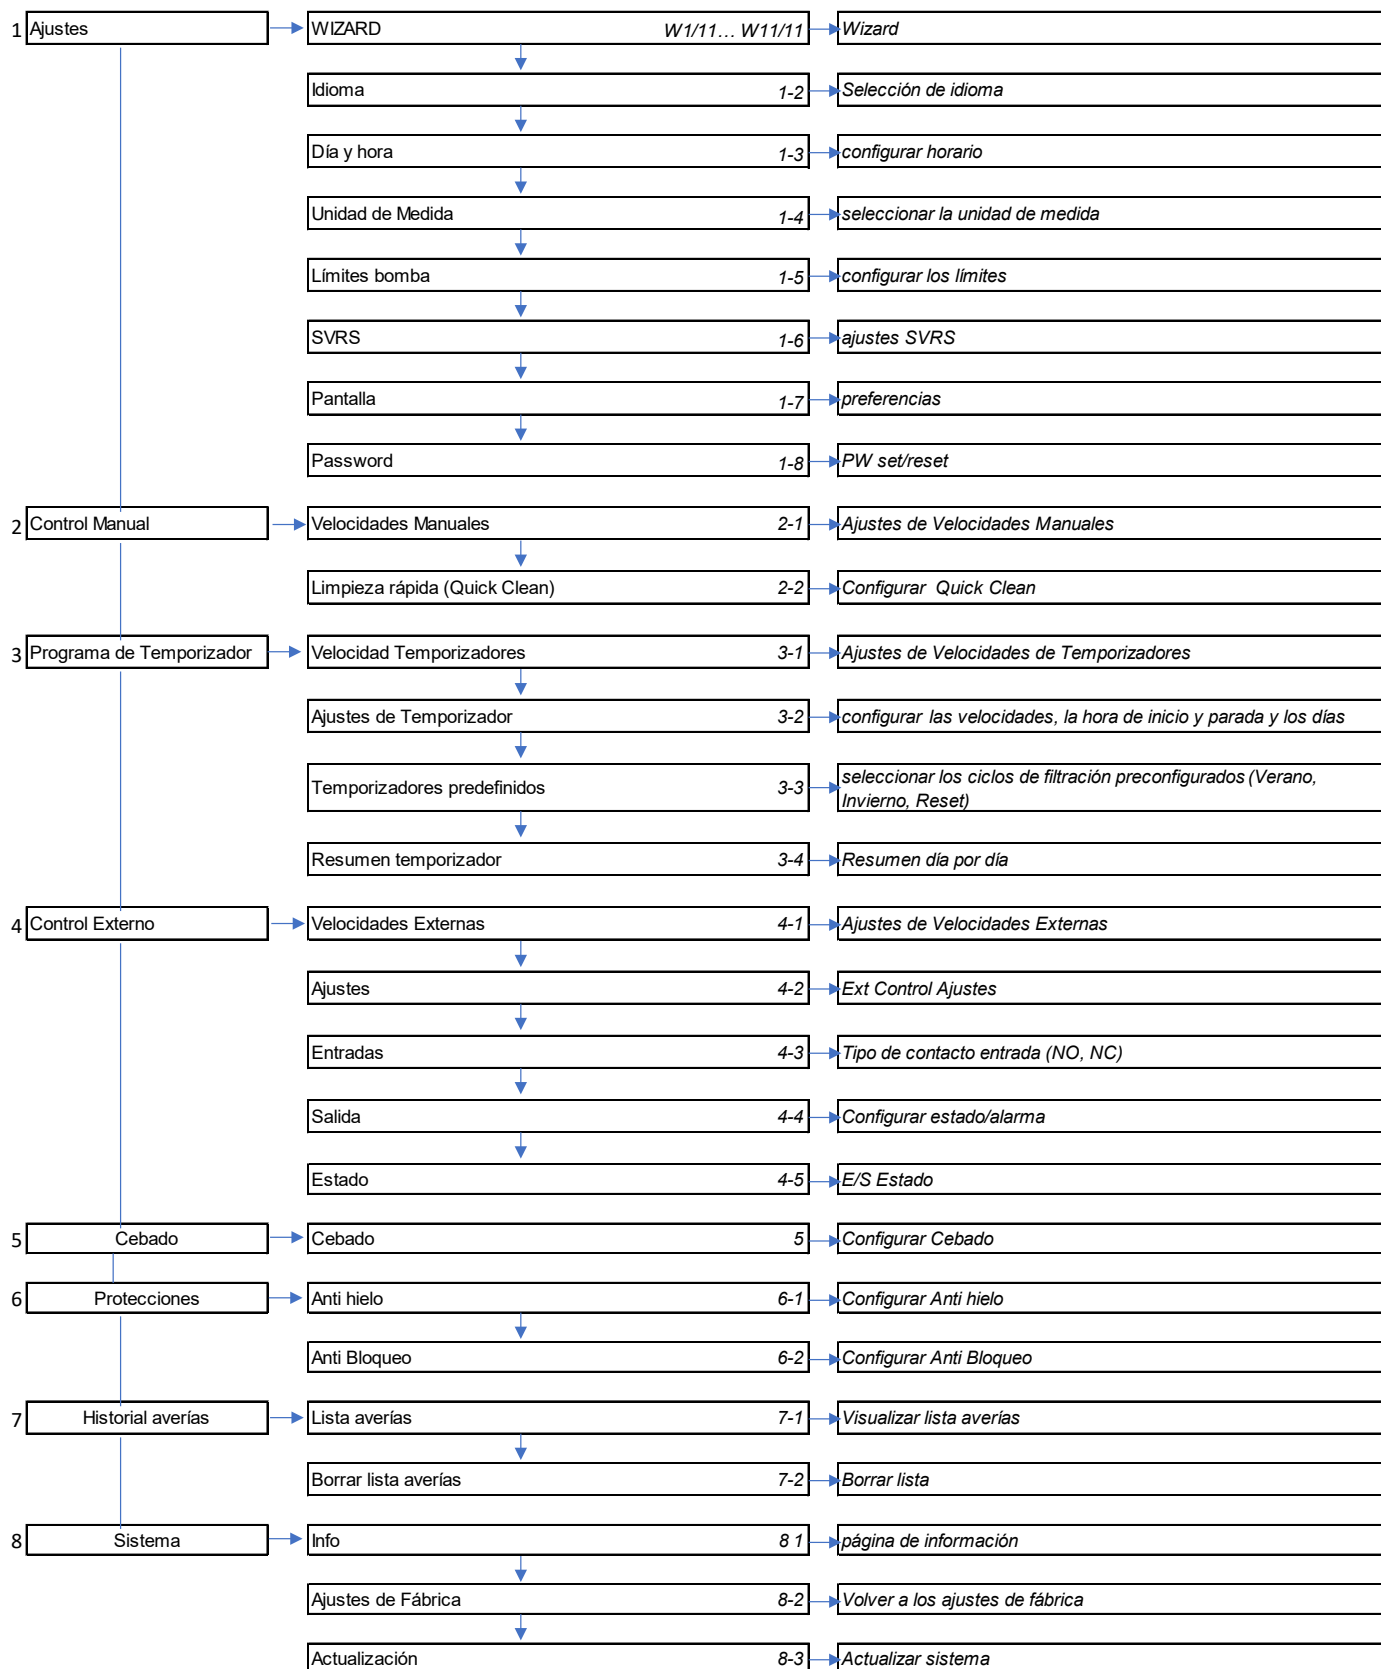 1 Ajustes WIZARD W1/11… W11/11 Wizard
Idioma 1-2 Selección de idioma
Día y hora 1-3 configurar horario
Unidad de Medida 1-4 seleccionar la unidad de medida
Límites bomba 1-5 configurar los límites
SVRS 1-6 ajustes SVRS
Pantalla 1-7 preferencias
Password 1-8 PW set/reset
2 Control Manual Velocidades Manuales 2-1 Ajustes de Velocidades Manuales
Limpieza rápida (Quick Clean) 2-2 Configurar Quick Clean
3 Programa de Temporizador Velocidad Temporizadores 3-1 Ajustes de Velocidades de Temporizadores
Ajustes de Temporizador 3-2 configurar las velocidades, la hora de inicio y parada y los días
Temporizadores predefinidos 3-3 seleccionar los ciclos de filtración preconfigurados (Verano,
Invierno, Reset)
Resumen temporizador 3-4 Resumen día por día
4 Control Externo Velocidades Externas 4-1 Ajustes de Velocidades Externas
Ajustes 4-2 Ext Control Ajustes
Entradas 4-3 Tipo de contacto entrada (NO, NC)
Salida 4-4 Configurar estado/alarma
Estado 4-5 E/S Estado
5 Cebado Cebado 5 Configurar Cebado
6 Protecciones Anti hielo 6-1 Configurar Anti hielo
Anti Bloqueo 6-2 Configurar Anti Bloqueo
7 Historial averías Lista averías 7-1 Visualizar lista averías
Borrar lista averías 7-2 Borrar lista
8 Sistema Info 8 1 página de información
Ajustes de Fábrica 8-2 Volver a los ajustes de fábrica
Actualización 8-3 Actualizar sistema